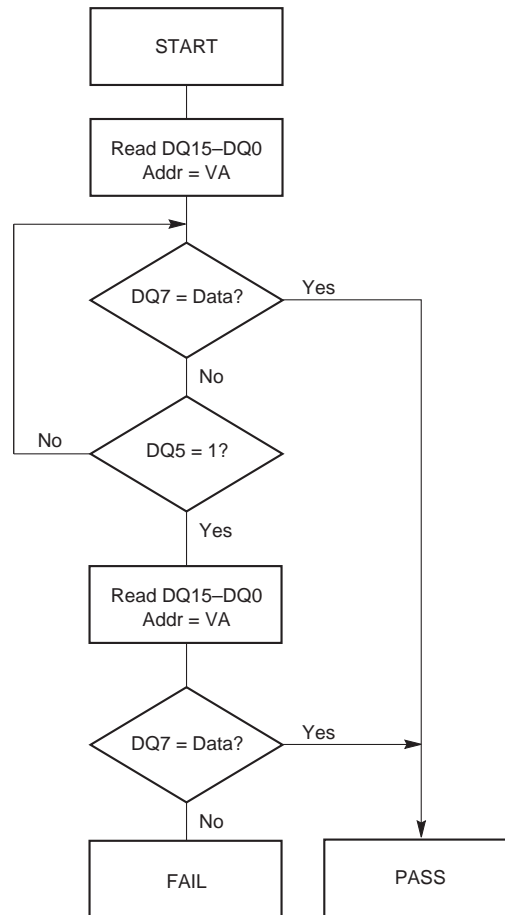 START
Read DQ15–DQ0
Addr = VA
DQ7 = Data?
Yes
No
No
DQ5 = 1?
Yes
Read DQ15–DQ0
Addr = VA
DQ7 = Data?
Yes
No
FAIL
PASS